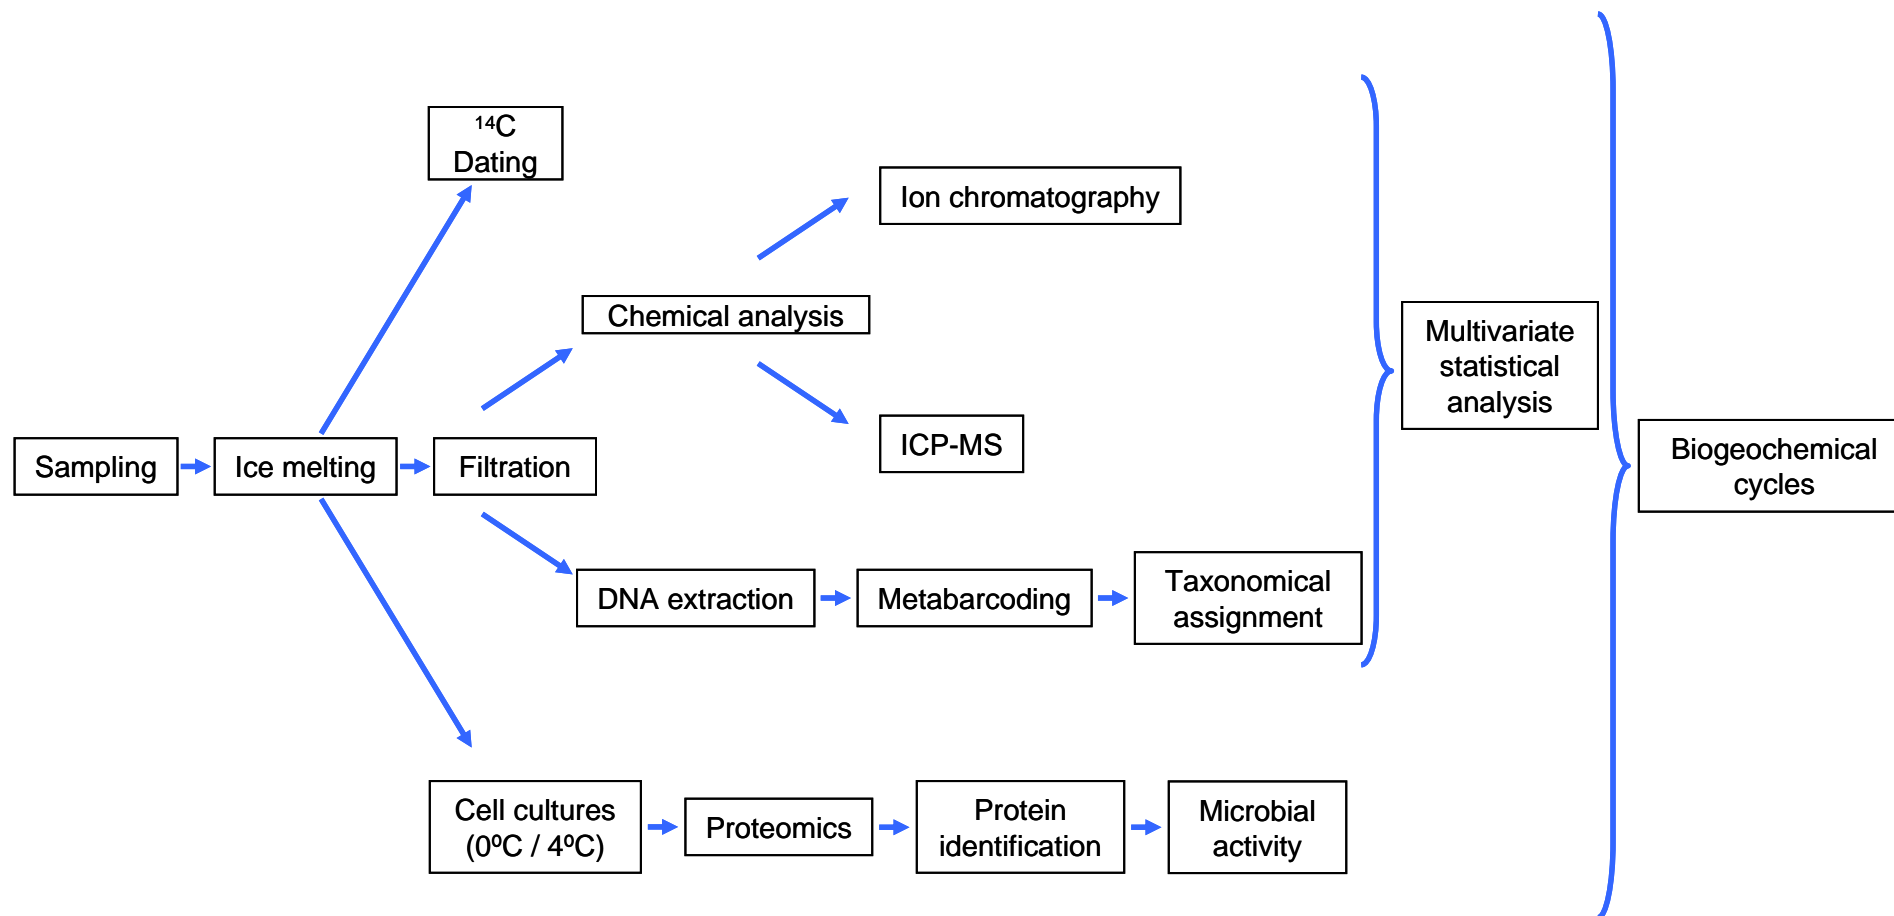 ¹⁴C
Dating
Ion chromatography
Chemical analysis
Multivariate
statistical
analysis
ICP-MS
Sampling
Ice melting
Filtration
Biogeochemical
cycles
DNA extraction
Metabarcoding
Taxonomical
assignment
Cell cultures
(0ºC / 4ºC)
Proteomics
Protein
identification
Microbial
activity